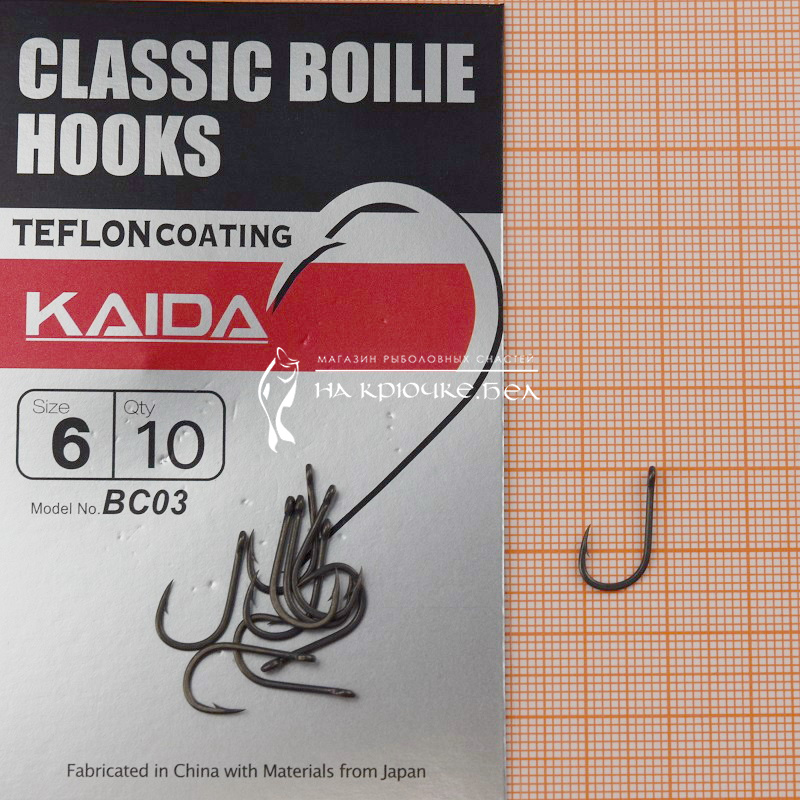 CLASSIC BOILIE
HOOKS
TEFLON COATING
KAIDA
МАГАЗИН РЫБОЛОВНЫХ СНАСТЕЙ
НА КРЮЧКЕ.БЕЛ
Size Qty
6 10
Model No. BC03
Fabricated in China with Materials from Japan